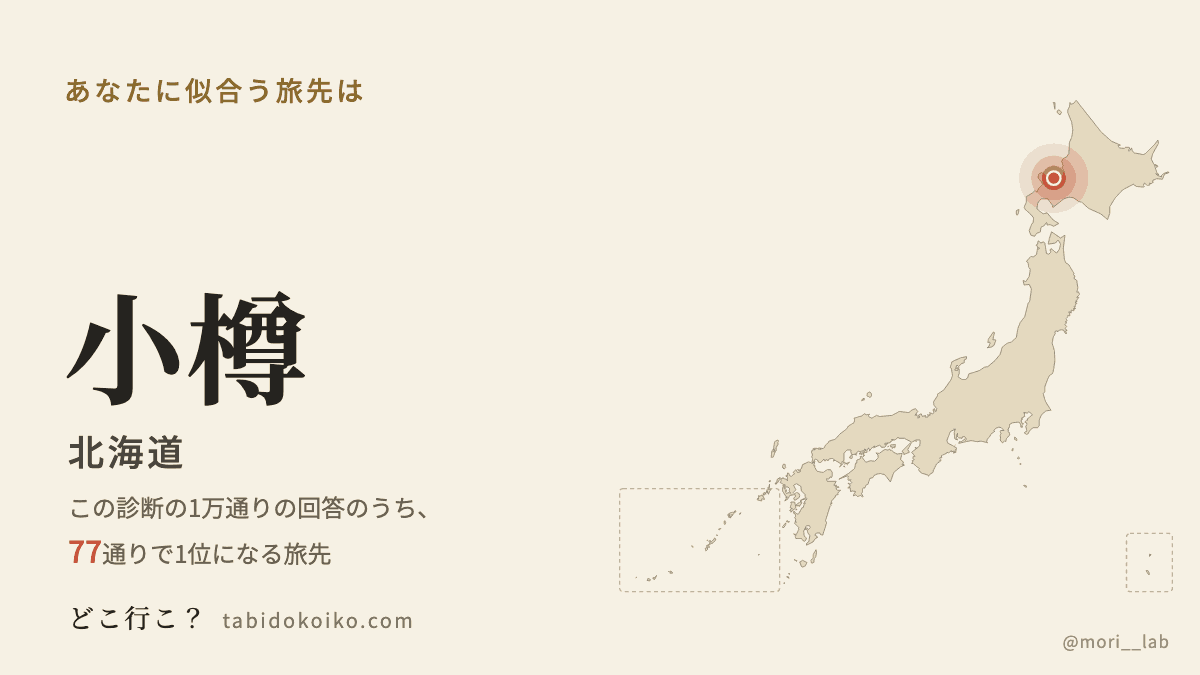 あなたに似合う旅先は
小樽
北海道
この診断の1万通りの回答のうち、
77通りで1位になる旅先
どこ行こ？ tabidokoiko.com
@mori__lab